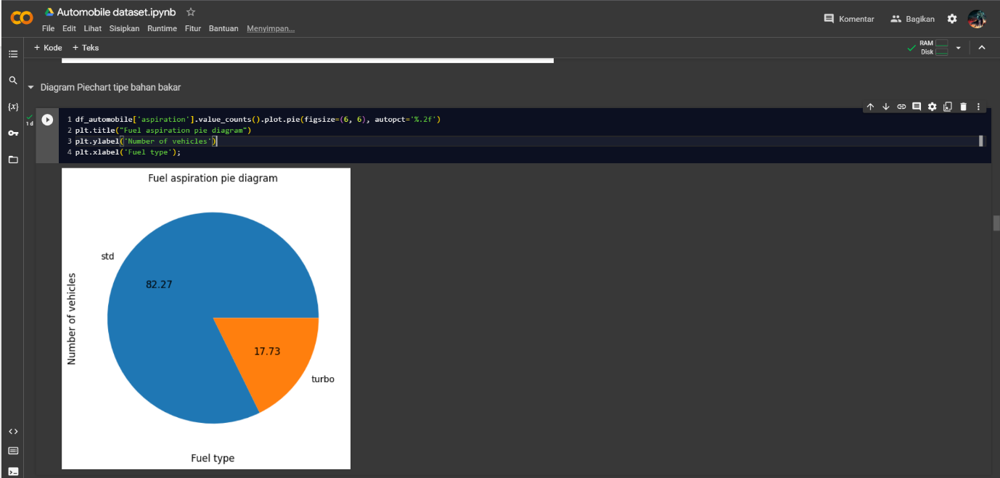 Automobile dataset.ipynb
File Edit Lihat Sisipkan Runtime Fitur Bantuan Menyimpan...
Komentar Bagikan
+ Kode + Teks
RAM
Disk
Diagram Piechart tipe bahan bakar
{x}
1 d
1 df_automobile['aspiration'].value_counts().plot.pie(figsize=(6, 6), autopct='%.2f')
2 plt.title("Fuel aspiration pie diagram")
3 plt.ylabel('Number of vehicles')
4 plt.xlabel('Fuel type');
Fuel aspiration pie diagram
std
82.27
Number of vehicles
17.73
turbo
Fuel type